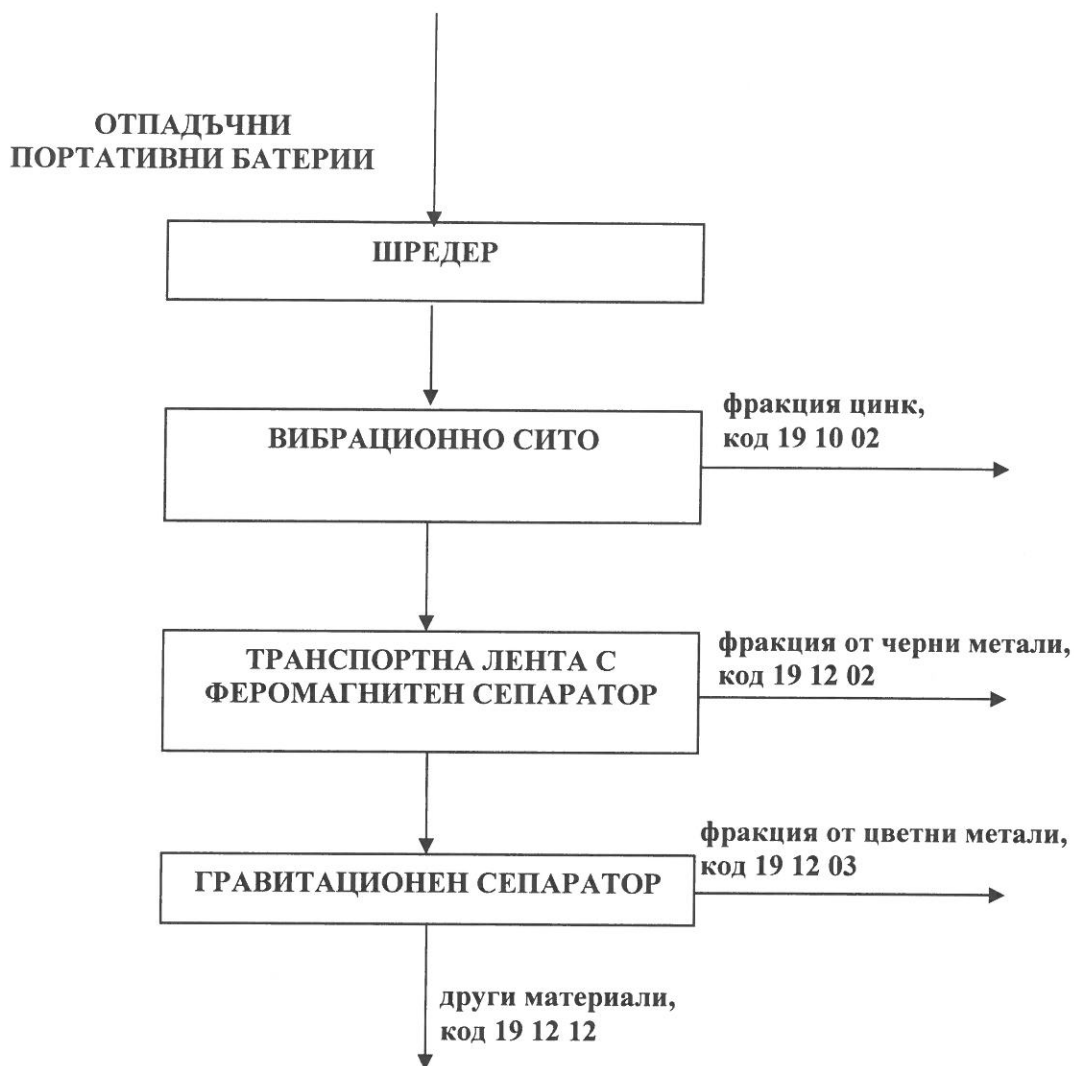 ОТПАДЪЧНИ
ПОРТАТИВНИ БАТЕРИИ
ШРЕДЕР
фракция цинк,
код 19 10 02
ВИБРАЦИОННО СИТО
фракция от черни метали,
код 19 12 02
ТРАНСПОРТНА ЛЕНТА С
ФЕРОМАГНИТЕН СЕПАРАТОР
фракция от цветни метали,
код 19 12 03
ГРАВИТАЦИОНЕН СЕПАРАТОР
други материали,
код 19 12 12